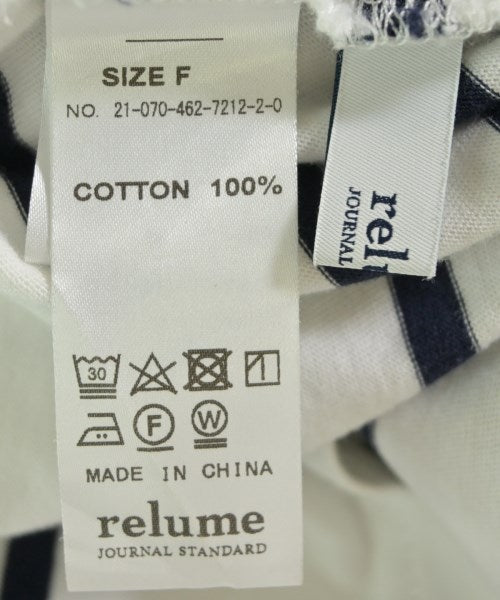 SIZE F
NO. 21-070-462-7212-2-0
COTTON 100%
30
F W
MADE IN CHINA
relume
JOURNAL STANDARD
rel
JOURNAL